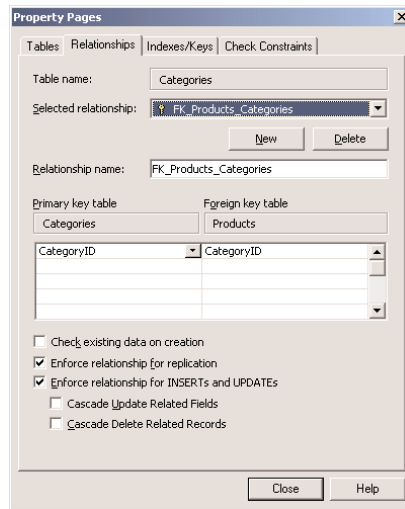 Property Pages
Tables Relationships Indexes/Keys Check Constraints
Table name: Categories
Selected relationship: FK_Products_Categories
New Delete
Relationship name: FK_Products_Categories
Primary key table Foreign key table
Categories Products
CategoryID CategoryID
Check existing data on creation
Enforce relationship for replication
Enforce relationship for INSERTs and UPDATEs
Cascade Update Related Fields
Cascade Delete Related Records
Close Help